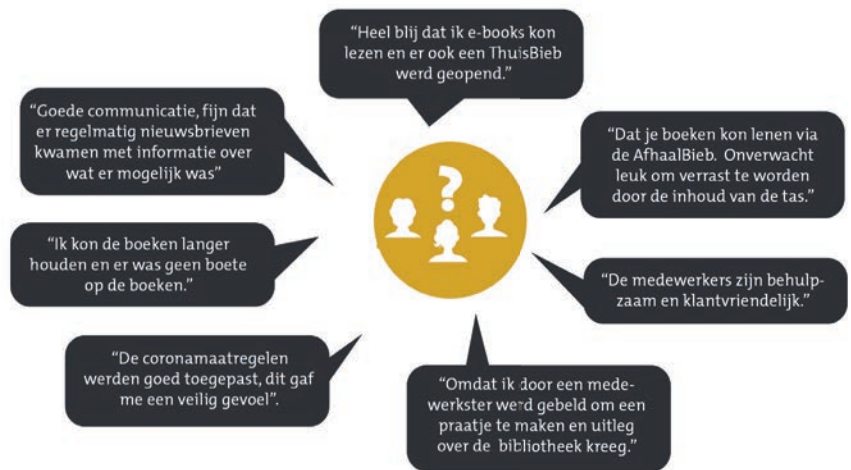 “Heel blij dat ik e-books kon
lezen en er ook een ThuisBieb
werd geopend.”
“Goede communicatie, fijn dat
er regelmatig nieuwsbrieven
kwamen met informatie over
wat er mogelijk was”
“Dat je boeken kon lenen via
de AfhaalBieb. Onverwacht
leuk om verrast te worden
door de inhoud van de tas.”
?
“Ik kon de boeken langer
houden en er was geen boete
op de boeken.”
“De medewerkers zijn behulp-
zaam en klantvriendelijk.”
“De coronamaatregelen
werden goed toegepast, dit gaf
me een veilig gevoel”.
“Omdat ik door een mede-
werkster werd gebeld om een
praatje te maken en uitleg
over de bibliotheek kreeg.”